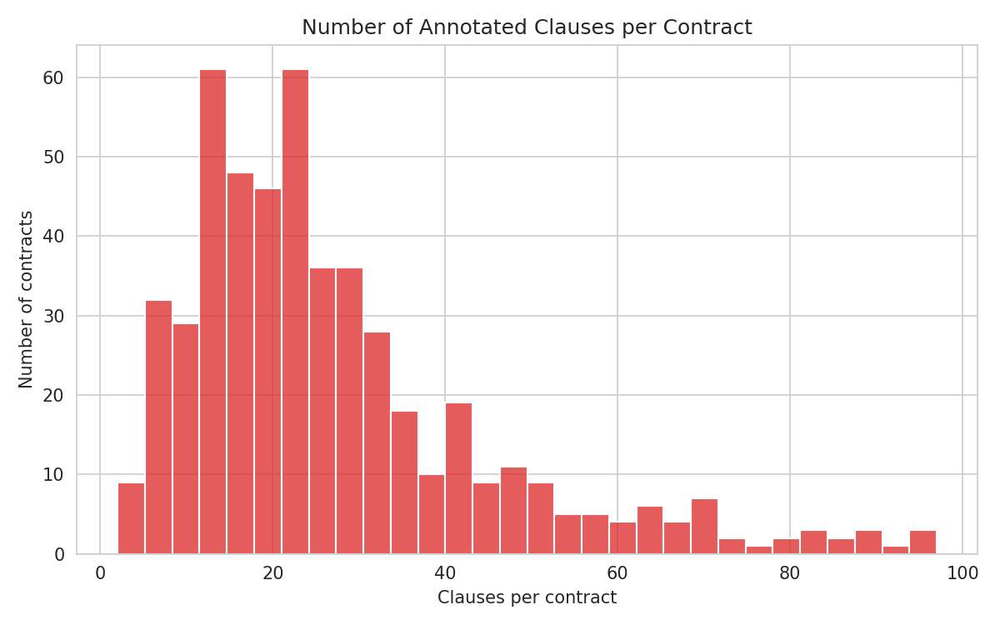 Number of Annotated Clauses per Contract
Number of contracts
60
50
40
30
20
10
0
0 20 40 60 80 100
Clauses per contract